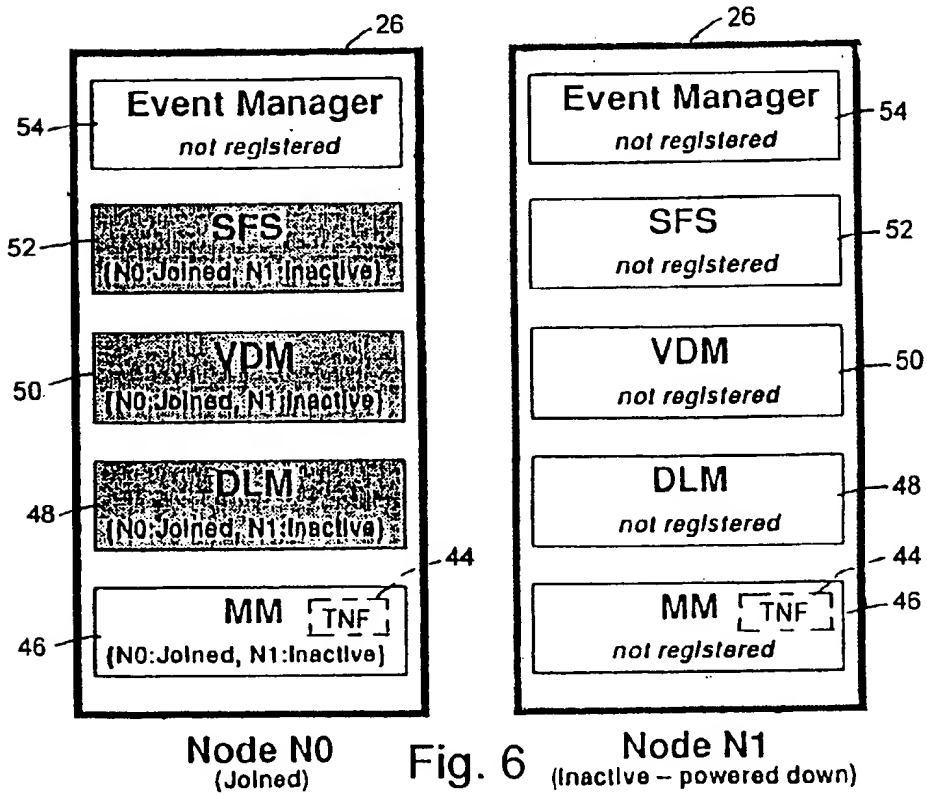 26
Event Manager
not registered
54
SFS
{N0:Joined, N1:Inactive}
52
VDM
{N0:Joined, N1:Inactive}
50
DLM
{N0:Joined, N1:Inactive}
48
44
MM
TNF
{N0:Joined, N1:Inactive}
46
Node N0
(Joined)
26
Event Manager
not registered
54
SFS
not registered
52
VDM
not registered
50
DLM
not registered
48
44
MM
TNF
not registered
46
Node N1
(Inactive – powered down)
Fig. 6